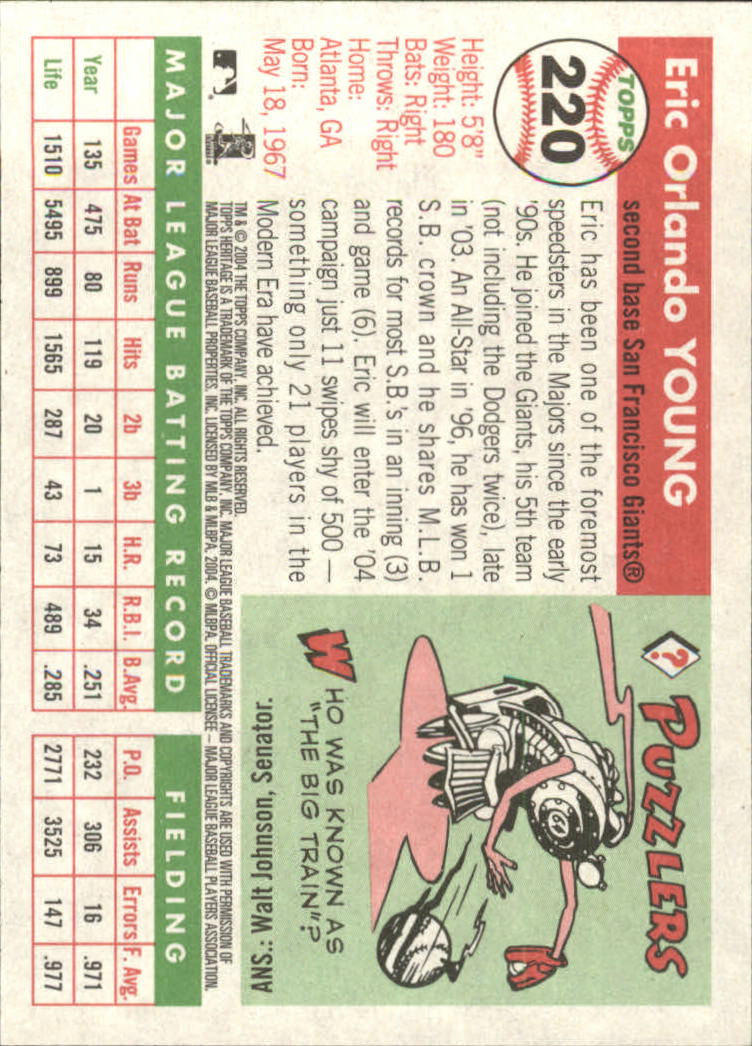 Eric Orlando YOUNG
second base San Francisco Giants®
TOPPS
220
Height: 5'8"
Weight: 180
Bats: Right
Throws: Right
Home:
Atlanta, GA
Born:
May 18, 1967
Eric has been one of the foremost
speedsters in the Majors since the early
'90s. He joined the Giants, his 5th team
(not including the Dodgers twice), late
in '03. An All-Star in '96, he has won 1
S.B. crown and he shares M.L.B.
records for most S.B.'s in an inning (3)
and game (6). Eric will enter the '04
campaign just 11 swipes shy of 500 —
something only 21 players in the
Modern Era have achieved.
? PUZZLERS
WHO WAS KNOWN AS
"THE BIG TRAIN"?
ANS.: Walt Johnson, Senator.
TM & © 2004 THE TOPPS COMPANY, INC. ALL RIGHTS RESERVED.
TOPPS HERITAGE IS A TRADEMARK OF THE TOPPS COMPANY, INC. MAJOR LEAGUE BASEBALL TRADEMARKS AND COPYRIGHTS ARE USED WITH PERMISSION OF
MAJOR LEAGUE BASEBALL PROPERTIES, INC. LICENSED BY MLB & MLBPA, 2004. © MLBPA. OFFICIAL LICENSEE – MAJOR LEAGUE BASEBALL PLAYERS ASSOCIATION.
MAJOR LEAGUE BATTING RECORD FIELDING
Games At Bat Runs Hits 2b 3b H.R. R.B.I. B.Avg. P.O. Assists Errors F. Avg.
Year 135 475 80 119 20 1 15 34 .251 232 306 16 .971
Life 1510 5495 899 1565 287 43 73 489 .285 2771 3525 147 .977